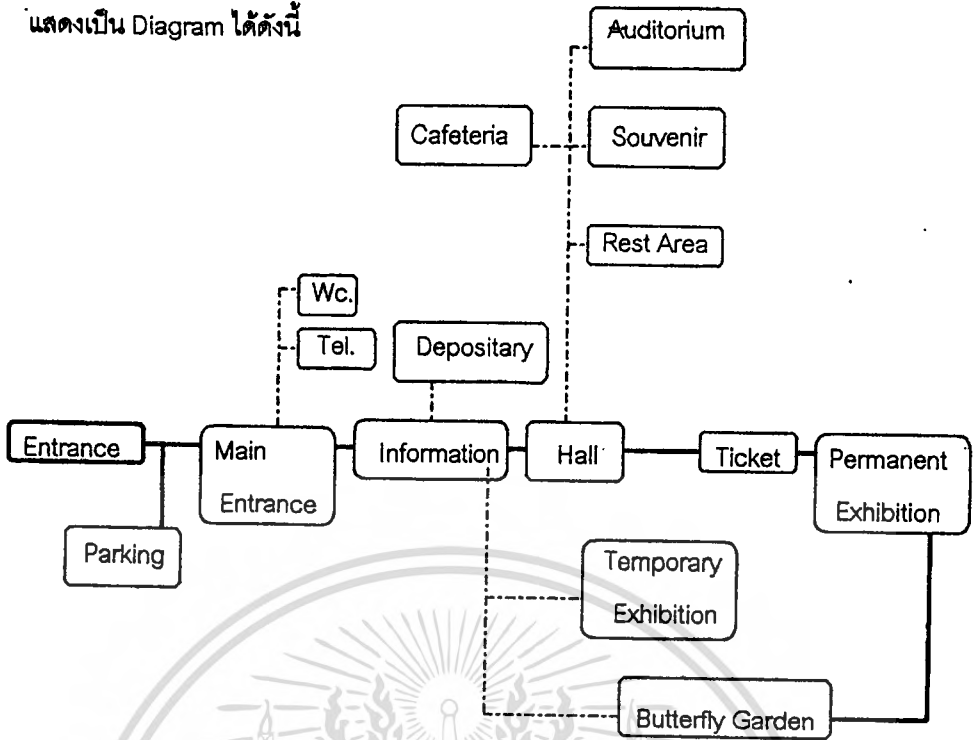 แสดงเป็น Diagram ได้ดังนี้
Auditorium
Cafeteria
Souvenir
Rest Area
Wc.
Tel.
Depositary
Entrance
Main
Entrance
Information
Hall
Ticket
Permanent
Exhibition
Parking
Temporary
Exhibition
Butterfly Garden